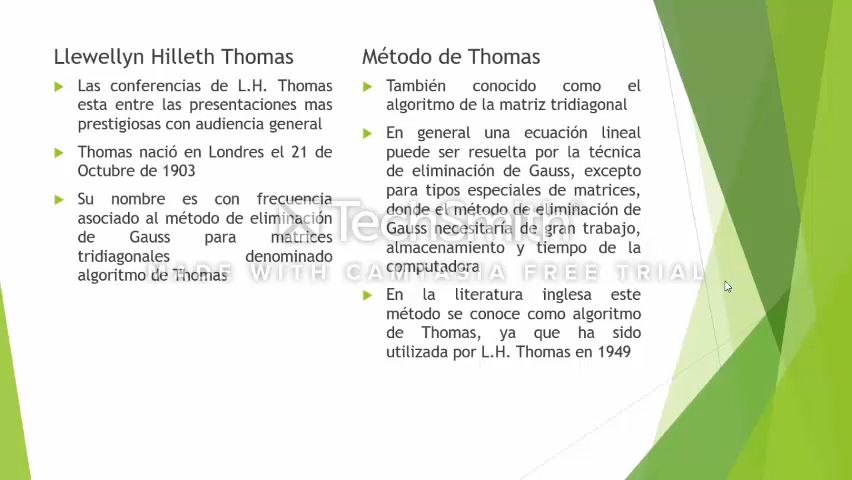 Llewellyn Hilleth Thomas
Las conferencias de L.H. Thomas
esta entre las presentaciones mas
prestigiosas con audiencia general
Thomas nació en Londres el 21 de
Octubre de 1903
Su nombre es con frecuencia
asociado al método de eliminación
de Gauss para matrices
tridiagonales denominado
algoritmo de Thomas
Método de Thomas
También conocido como el
algoritmo de la matriz tridiagonal
En general una ecuación lineal
puede ser resuelta por la técnica
de eliminación de Gauss, excepto
para tipos especiales de matrices,
donde el método de eliminación de
Gauss necesitaría de gran trabajo,
almacenamiento y tiempo de la
computadora
En la literatura inglesa este
método se conoce como algoritmo
de Thomas, ya que ha sido
utilizada por L.H. Thomas en 1949
TechSmith
MADE WITH CAMTASIA FREE TRIAL